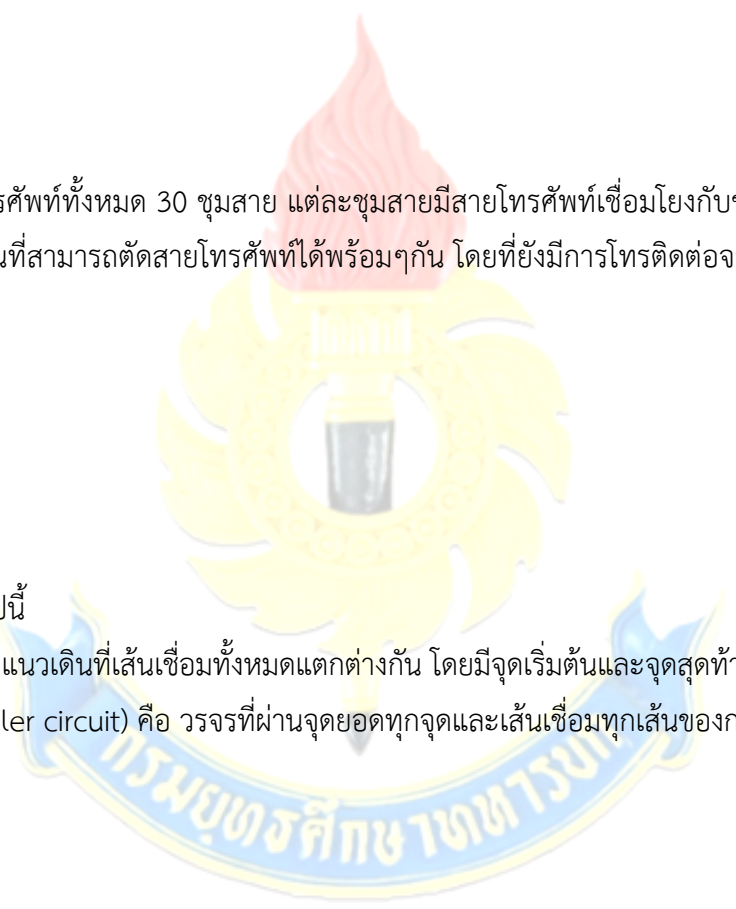 รศัพท์ทั้งหมด 30 ชุมสาย แต่ละชุมสายมีสายโทรศัพท์เชื่อมโยงกับ
นที่สามารถตัดสายโทรศัพท์ได้พร้อมๆกัน โดยที่ยังมีการโทรติดต่อจ
ปนี้
แนวเดินที่เส้นเชื่อมทั้งหมดแตกต่างกัน โดยมีจุดเริ่มต้นและจุดสุดท้า
ler circuit) คือ วรจรที่ผ่านจุดยอดทุกจุดและเส้นเชื่อมทุกเส้นของก
กรมยุทธศึกษาทหารบก